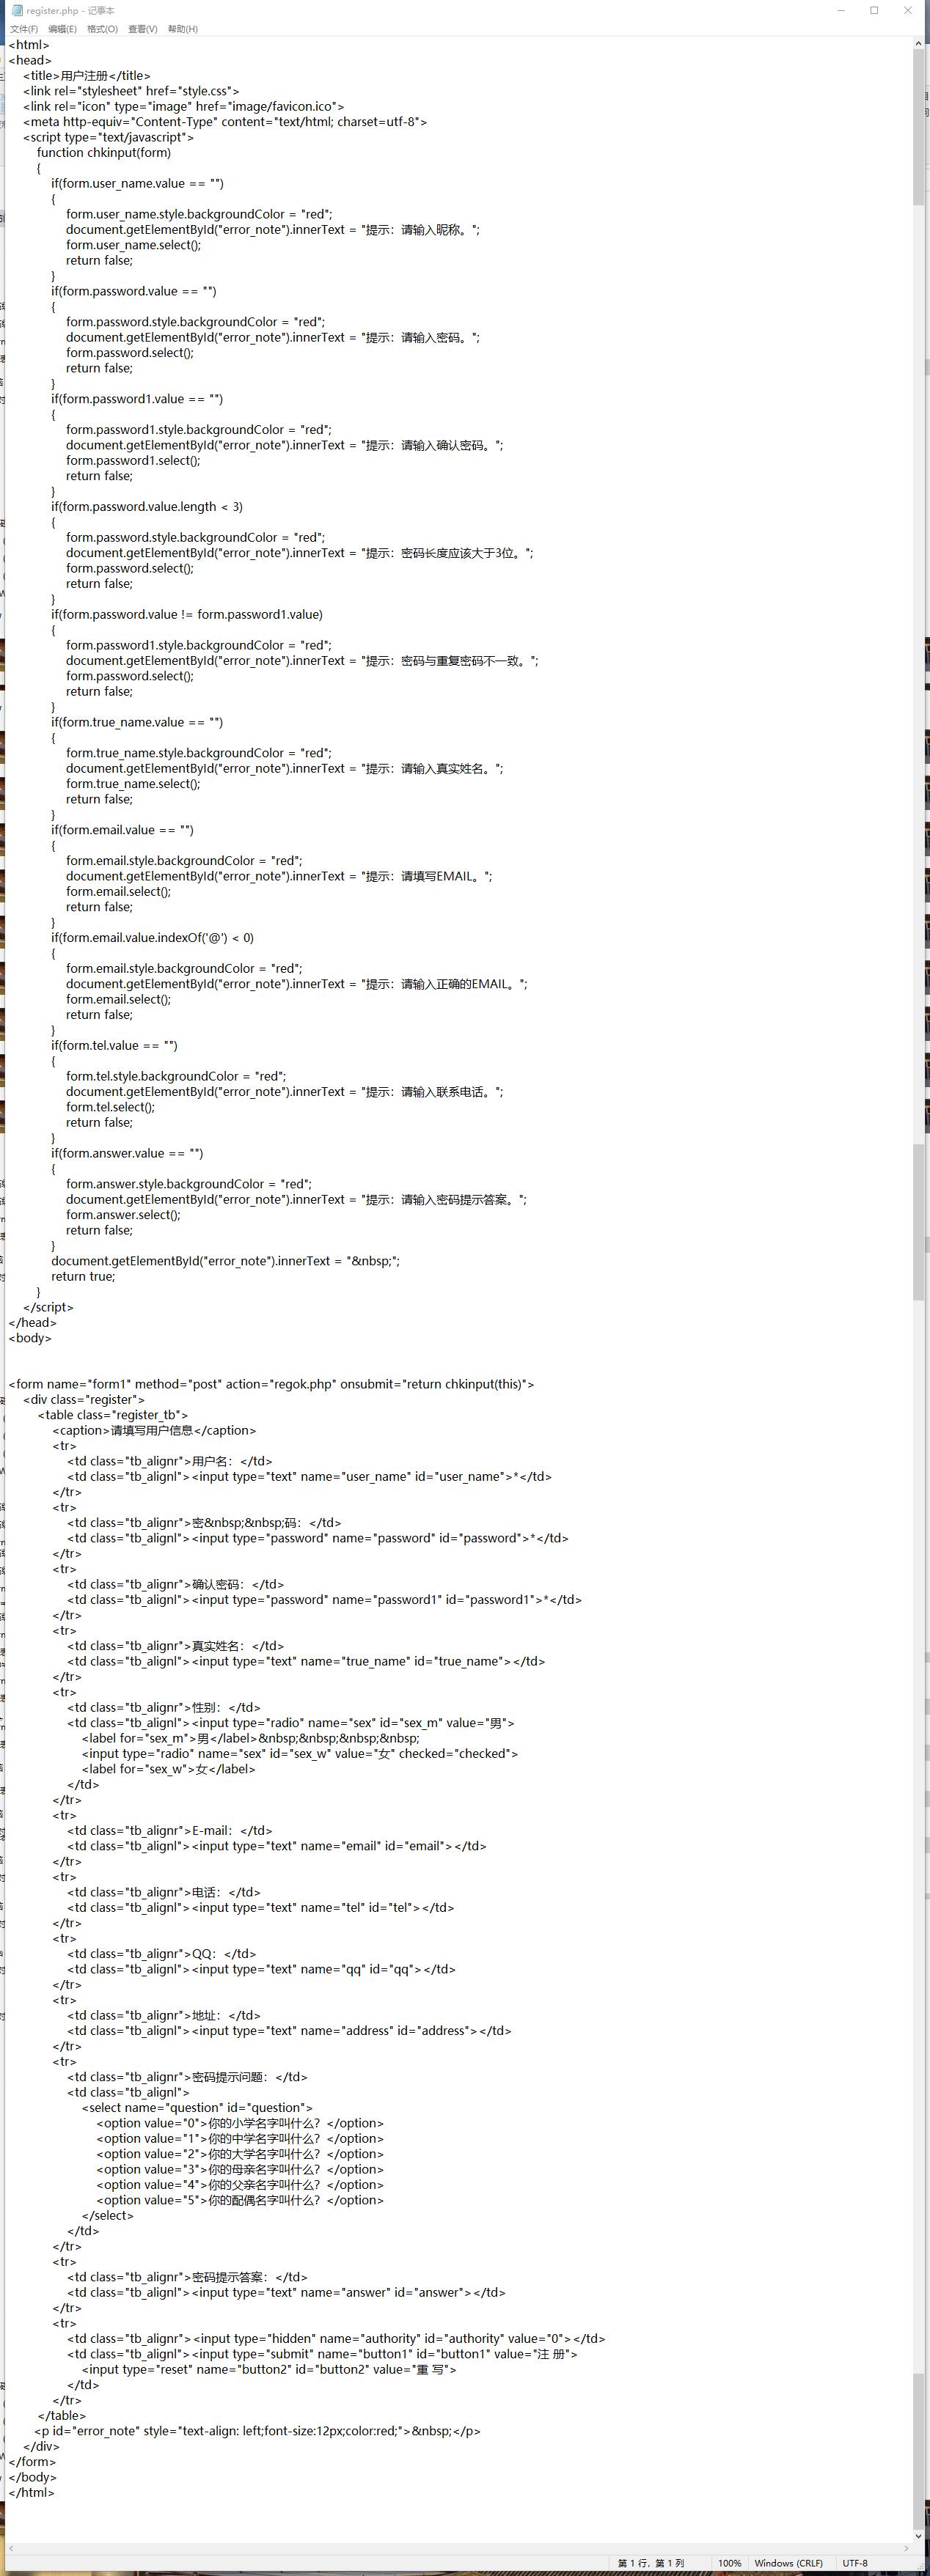 register.php - 记事本
文件(F) 编辑(E) 格式(O) 查看(V) 帮助(H)
<html>
<head>
    <title>用户注册</title>
    <link rel="stylesheet" href="style.css">
    <link rel="icon" type="image" href="image/favicon.ico">
    <meta http-equiv="Content-Type" content="text/html; charset=utf-8">
    <script type="text/javascript">
        function chkinput(form)
        {
            if(form.user_name.value == "")
            {
                form.user_name.style.backgroundColor = "red";
                document.getElementById("error_note").innerText = "提示：请输入昵称。";
                form.user_name.select();
                return false;
            }
            if(form.password.value == "")
            {
                form.password.style.backgroundColor = "red";
                document.getElementById("error_note").innerText = "提示：请输入密码。";
                form.password.select();
                return false;
            }
            if(form.password1.value == "")
            {
                form.password1.style.backgroundColor = "red";
                document.getElementById("error_note").innerText = "提示：请输入确认密码。";
                form.password1.select();
                return false;
            }
            if(form.password.value.length < 3)
            {
                form.password.style.backgroundColor = "red";
                document.getElementById("error_note").innerText = "提示：密码长度应该大于3位。";
                form.password.select();
                return false;
            }
            if(form.password.value != form.password1.value)
            {
                form.password1.style.backgroundColor = "red";
                document.getElementById("error_note").innerText = "提示：密码与重复密码不一致。";
                form.password.select();
                return false;
            }
            if(form.true_name.value == "")
            {
                form.true_name.style.backgroundColor = "red";
                document.getElementById("error_note").innerText = "提示：请输入真实姓名。";
                form.true_name.select();
                return false;
            }
            if(form.email.value == "")
            {
                form.email.style.backgroundColor = "red";
                document.getElementById("error_note").innerText = "提示：请填写EMAIL。";
                form.email.select();
                return false;
            }
            if(form.email.value.indexOf('@') < 0)
            {
                form.email.style.backgroundColor = "red";
                document.getElementById("error_note").innerText = "提示：请输入正确的EMAIL。";
                form.email.select();
                return false;
            }
            if(form.tel.value == "")
            {
                form.tel.style.backgroundColor = "red";
                document.getElementById("error_note").innerText = "提示：请输入联系电话。";
                form.tel.select();
                return false;
            }
            if(form.answer.value == "")
            {
                form.answer.style.backgroundColor = "red";
                document.getElementById("error_note").innerText = "提示：请输入密码提示答案。";
                form.answer.select();
                return false;
            }
            document.getElementById("error_note").innerText = "&nbsp;";
            return true;
        }
    </script>
</head>
<body>
<form name="form1" method="post" action="regok.php" onsubmit="return chkinput(this)">
    <div class="register">
        <table class="register_tb">
            <caption>请填写用户信息</caption>
            <tr>
                <td class="tb_alignr">用户名：</td>
                <td class="tb_alignl"><input type="text" name="user_name" id="user_name">*</td>
            </tr>
            <tr>
                <td class="tb_alignr">密&nbsp;&nbsp;码：</td>
                <td class="tb_alignl"><input type="password" name="password" id="password">*</td>
            </tr>
            <tr>
                <td class="tb_alignr">确认密码：</td>
                <td class="tb_alignl"><input type="password" name="password1" id="password1">*</td>
            </tr>
            <tr>
                <td class="tb_alignr">真实姓名：</td>
                <td class="tb_alignl"><input type="text" name="true_name" id="true_name"></td>
            </tr>
            <tr>
                <td class="tb_alignr">性别：</td>
                <td class="tb_alignl"><input type="radio" name="sex" id="sex_m" value="男">
                    <label for="sex_m">男</label>&nbsp;&nbsp;&nbsp;&nbsp;
                    <input type="radio" name="sex" id="sex_w" value="女" checked="checked">
                    <label for="sex_w">女</label>
                </td>
            </tr>
            <tr>
                <td class="tb_alignr">E-mail：</td>
                <td class="tb_alignl"><input type="text" name="email" id="email"></td>
            </tr>
            <tr>
                <td class="tb_alignr">电话：</td>
                <td class="tb_alignl"><input type="text" name="tel" id="tel"></td>
            </tr>
            <tr>
                <td class="tb_alignr">QQ：</td>
                <td class="tb_alignl"><input type="text" name="qq" id="qq"></td>
            </tr>
            <tr>
                <td class="tb_alignr">地址：</td>
                <td class="tb_alignl"><input type="text" name="address" id="address"></td>
            </tr>
            <tr>
                <td class="tb_alignr">密码提示问题：</td>
                <td class="tb_alignl">
                    <select name="question" id="question">
                        <option value="0">你的小学名字叫什么？</option>
                        <option value="1">你的中学名字叫什么？</option>
                        <option value="2">你的大学名字叫什么？</option>
                        <option value="3">你的母亲名字叫什么？</option>
                        <option value="4">你的父亲名字叫什么？</option>
                        <option value="5">你的配偶名字叫什么？</option>
                    </select>
                </td>
            </tr>
            <tr>
                <td class="tb_alignr">密码提示答案：</td>
                <td class="tb_alignl"><input type="text" name="answer" id="answer"></td>
            </tr>
            <tr>
                <td class="tb_alignr"><input type="hidden" name="authority" id="authority" value="0"></td>
                <td class="tb_alignl"><input type="submit" name="button1" id="button1" value="注 册">
                    <input type="reset" name="button2" id="button2" value="重 写">
                </td>
            </tr>
        </table>
       <p id="error_note" style="text-align: left;font-size:12px;color:red;">&nbsp;</p>
    </div>
</form>
</body>
</html>
第 1 行，第 1 列 100% Windows (CRLF) UTF-8